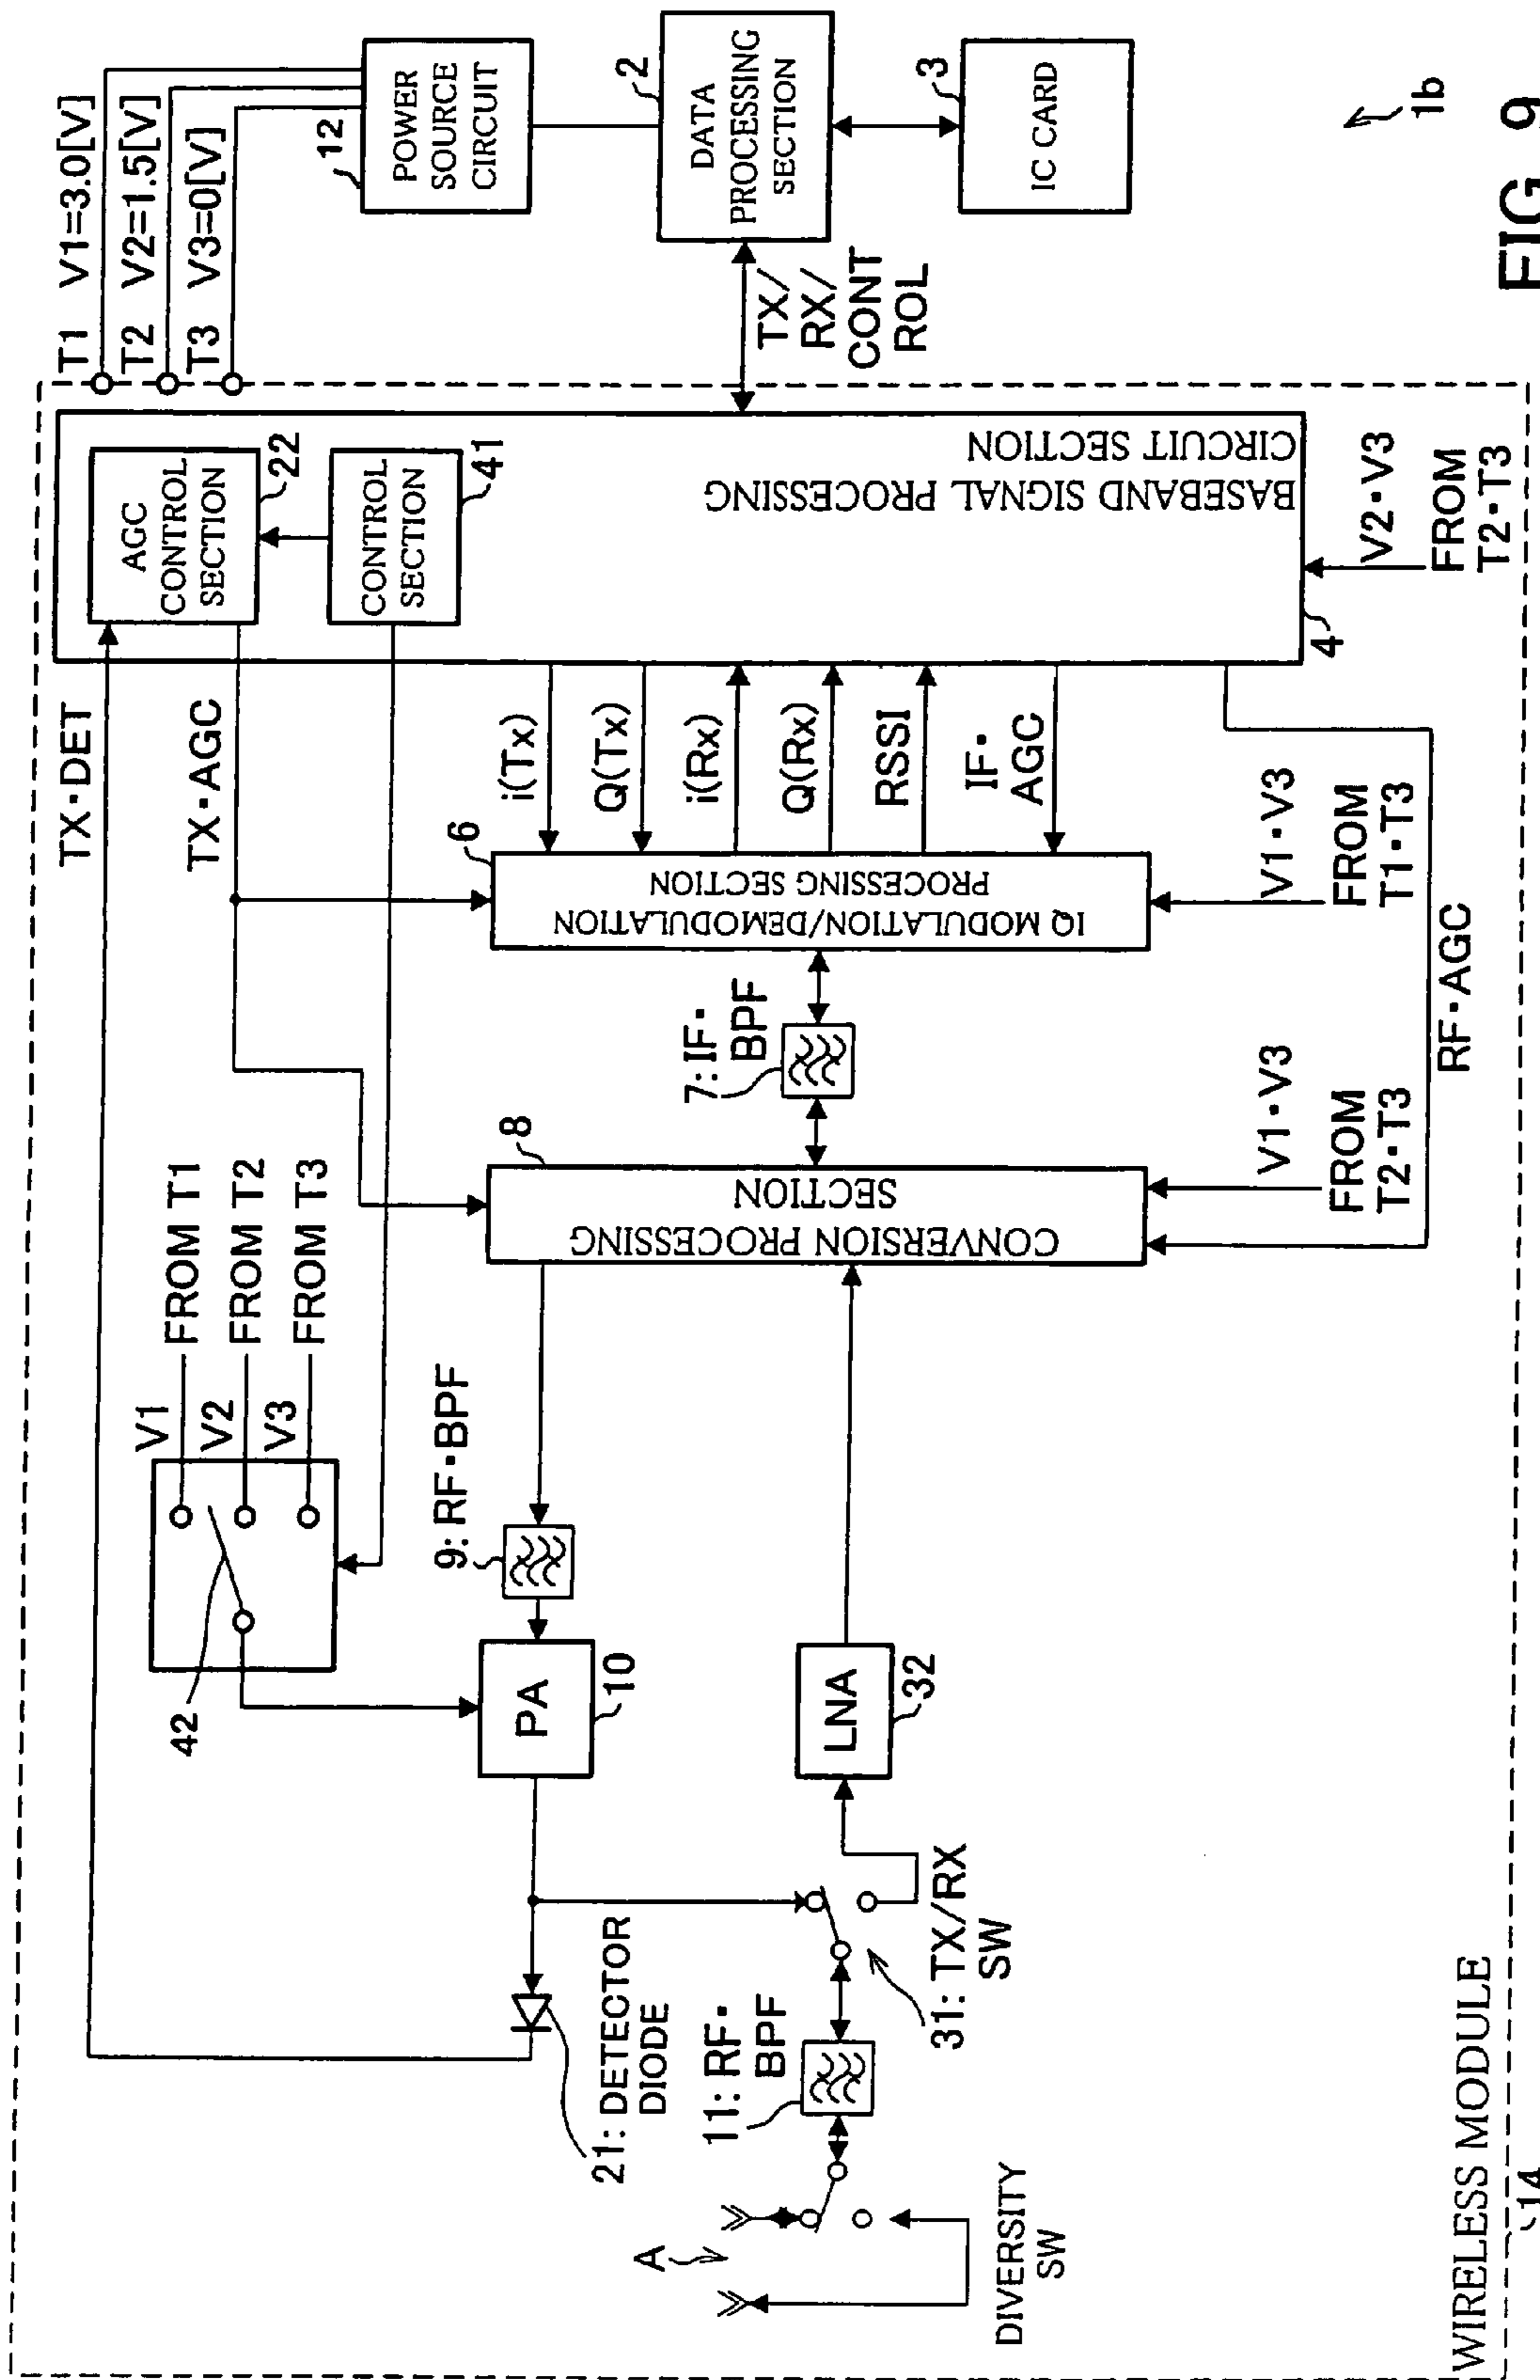 T1 V1=3.0[V]
T2 V2=1.5[V]
T3 V3=0[V]
12
POWER
SOURCE
CIRCUIT
2
DATA
PROCESSING
SECTION
3
IC CARD
1b
FIG. 9
TX/
RX/
CONT
ROL
AGC
CONTROL
SECTION
22
CONTROL
SECTION
41
BASEBAND SIGNAL PROCESSING
CIRCUIT SECTION
4
V2・V3
FROM
T2・T3
TX・DET
TX・AGC
i(Tx)
Q(Tx)
i(Rx)
Q(Rx)
RSSI
IF・
AGC
6
IQ MODULATION/DEMODULATION
PROCESSING SECTION
V1・V3
FROM
T1・T3
RF・AGC
7:IF・
BPF
8
CONVERSION PROCESSING
SECTION
V1・V3
FROM
T2・T3
V1
FROM T1
V2
FROM T2
V3
FROM T3
42
9:RF・BPF
PA
10
LNA
32
21:DETECTOR
DIODE
31:TX/RX
SW
11:RF・
BPF
A
DIVERSITY
SW
WIRELESS MODULE
14